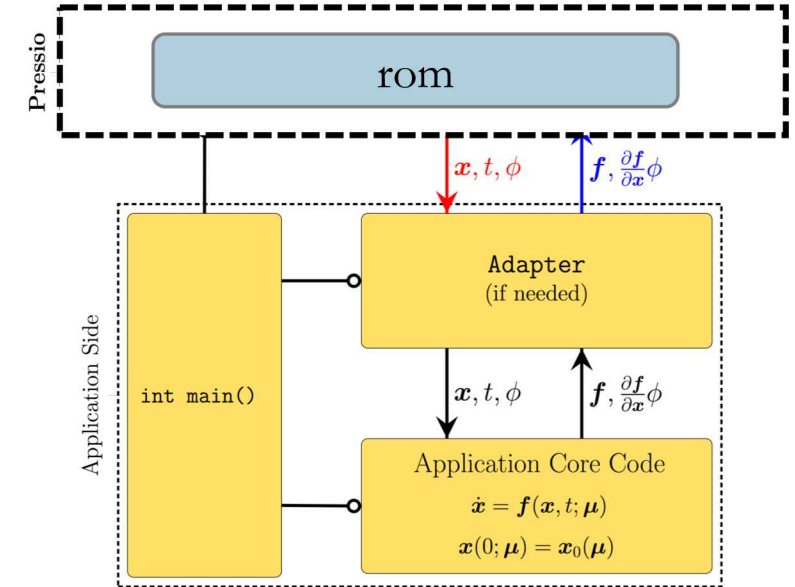 Pressio
rom
x, t, ϕ
f, ∂f/∂x ϕ
Application Side
int main()
Adapter
(if needed)
x, t, ϕ
f, ∂f/∂x ϕ
Application Core Code
ẋ = f(x, t; μ)
x(0; μ) = x₀(μ)